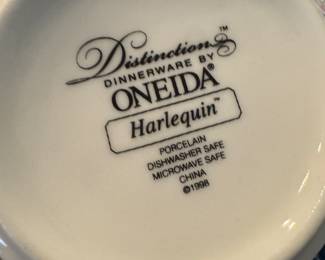 Distinctions™
DINNERWARE BY
ONEIDA®
Harlequin™
PORCELAIN
DISHWASHER SAFE
MICROWAVE SAFE
CHINA
©1998